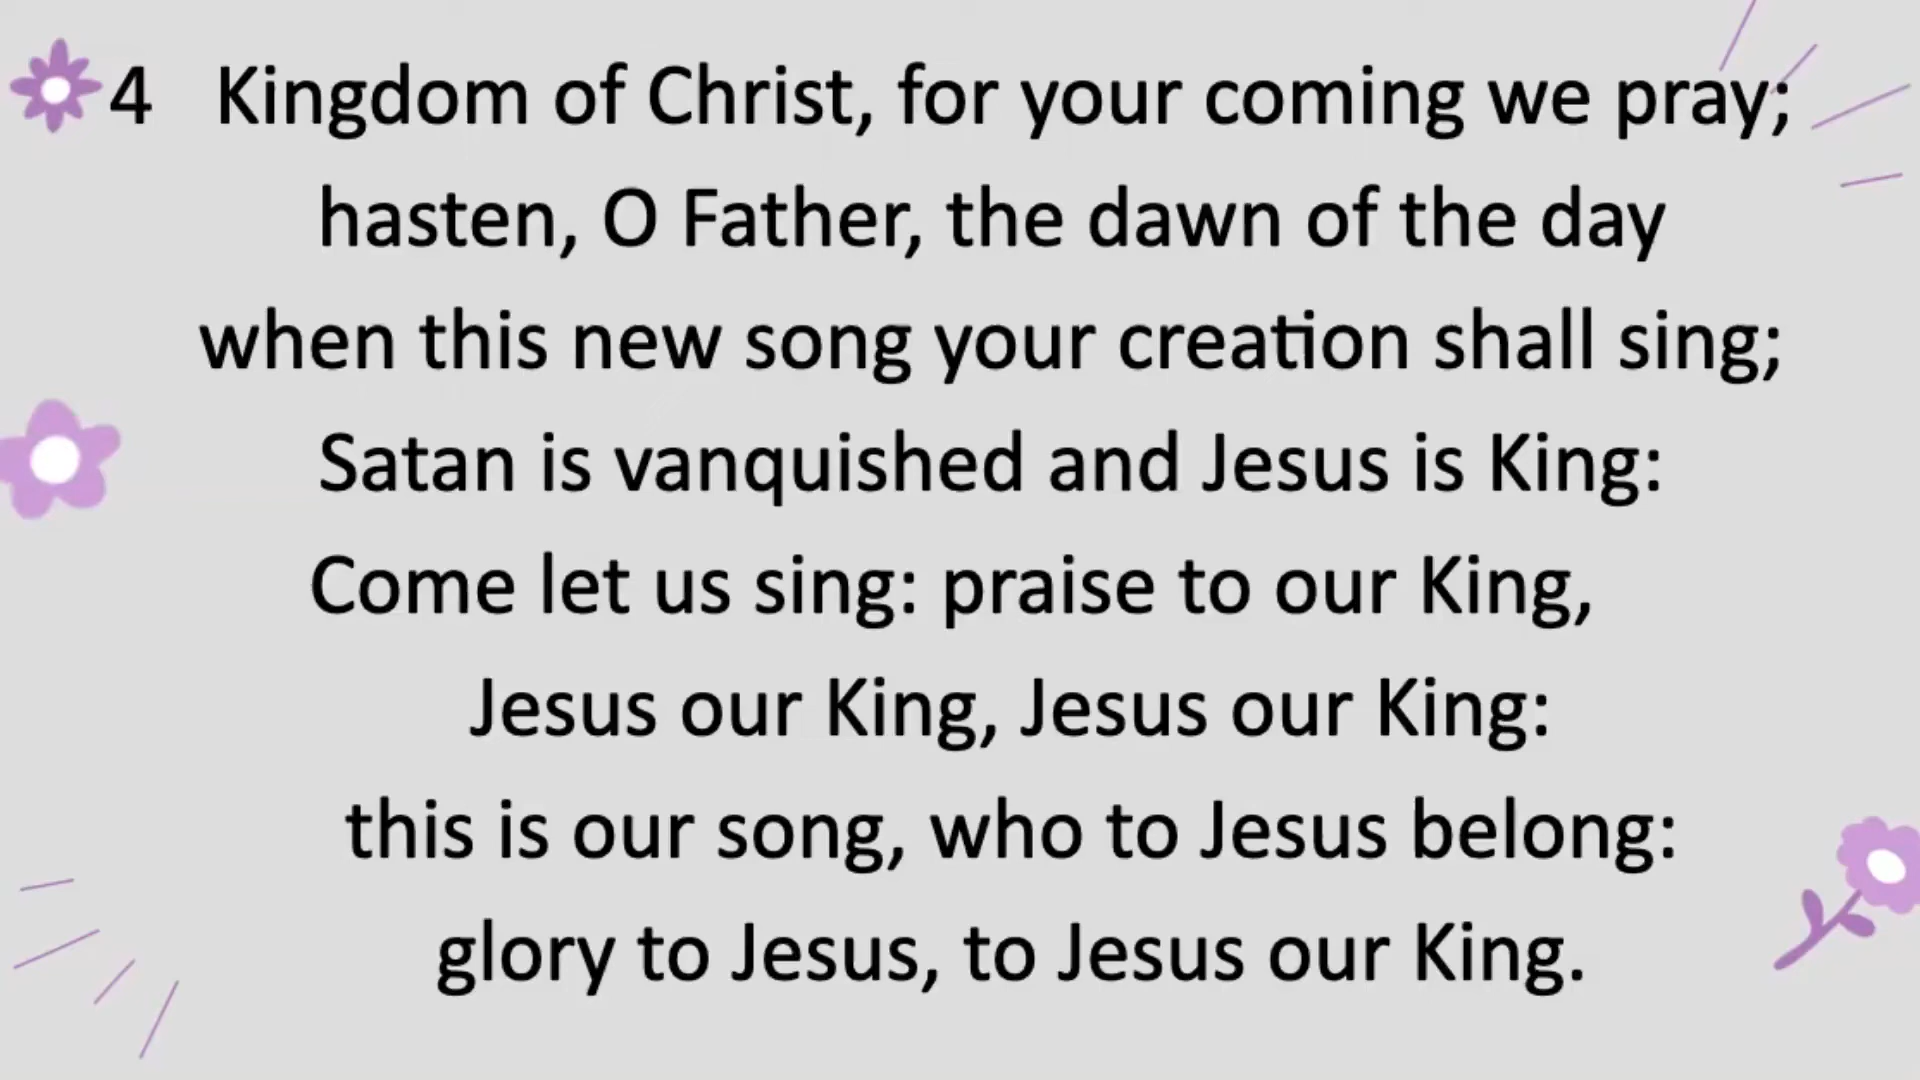 4 Kingdom of Christ, for your coming we pray;
hasten, O Father, the dawn of the day
when this new song your creation shall sing;
Satan is vanquished and Jesus is King:
Come let us sing: praise to our King,
Jesus our King, Jesus our King:
this is our song, who to Jesus belong:
glory to Jesus, to Jesus our King.